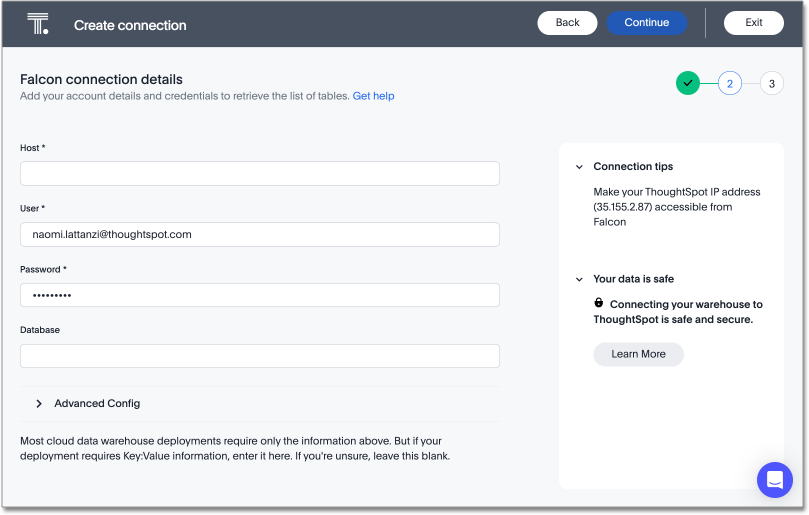 T.
Create connection
Back
Continue
Exit
Falcon connection details
Add your account details and credentials to retrieve the list of tables. Get help
2
3
Host *
User *
naomi.lattanzi@thoughtspot.com
Password *
•••••••••
Database
Advanced Config
Most cloud data warehouse deployments require only the information above. But if your
deployment requires Key:Value information, enter it here. If you're unsure, leave this blank.
Connection tips
Make your ThoughtSpot IP address
(35.155.2.87) accessible from
Falcon
Your data is safe
Connecting your warehouse to
ThoughtSpot is safe and secure.
Learn More